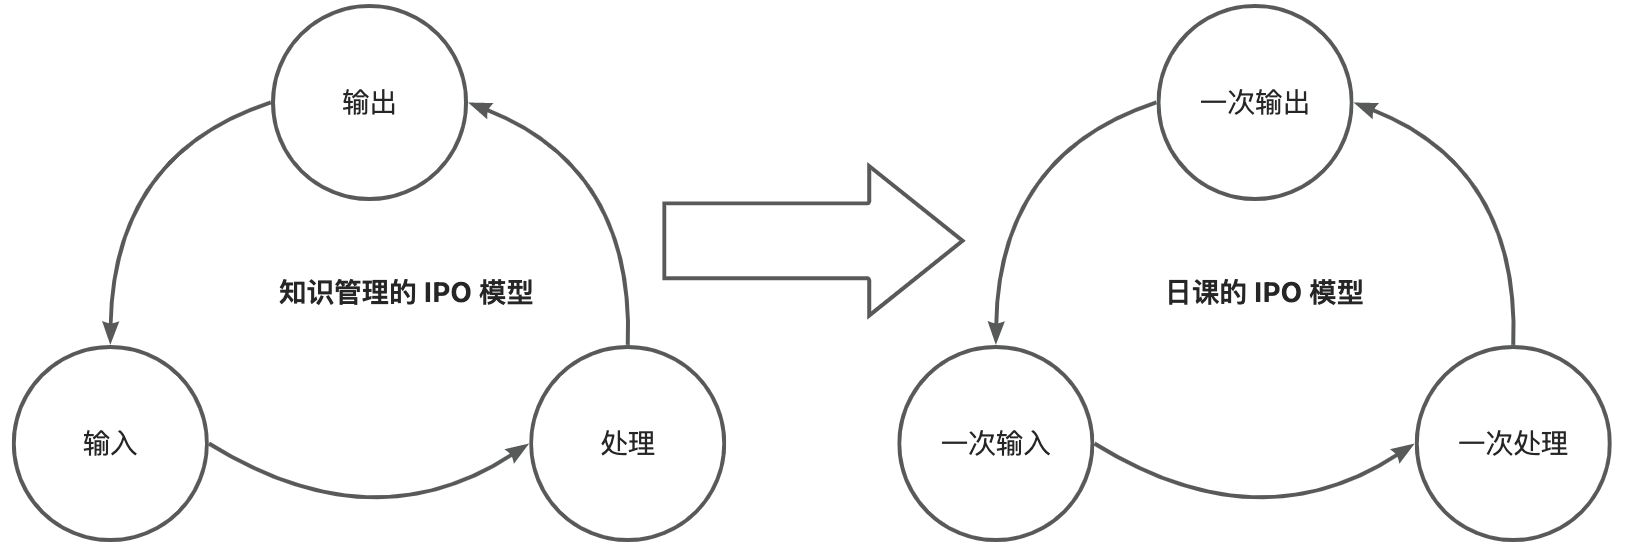 输出
知识管理的 IPO 模型
输入
处理
一次输出
日课的 IPO 模型
一次输入
一次处理